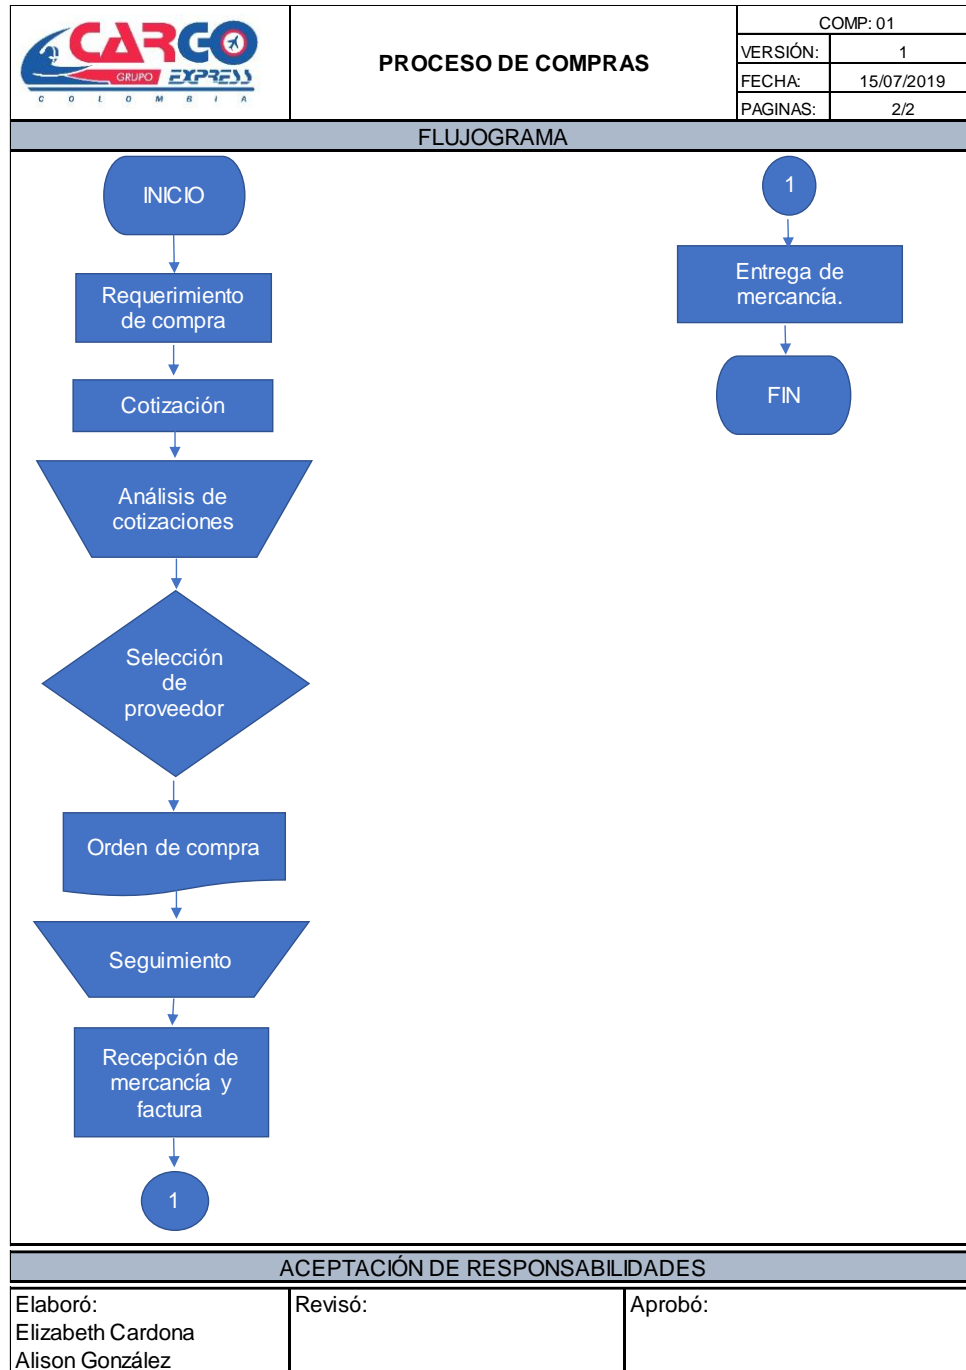 CARGO
GRUPO EXPRESS
COLOMBIA
PROCESO DE COMPRAS
COMP: 01
VERSIÓN: 1
FECHA: 15/07/2019
PAGINAS: 2/2
FLUJOGRAMA
INICIO
Requerimiento
de compra
Cotización
Análisis de
cotizaciones
Selección
de
proveedor
Orden de compra
Seguimiento
Recepción de
mercancía y
factura
1
1
Entrega de
mercancía.
FIN
ACEPTACIÓN DE RESPONSABILIDADES
Elaboró:
Elizabeth Cardona
Alison González
Revisó:
Aprobó: